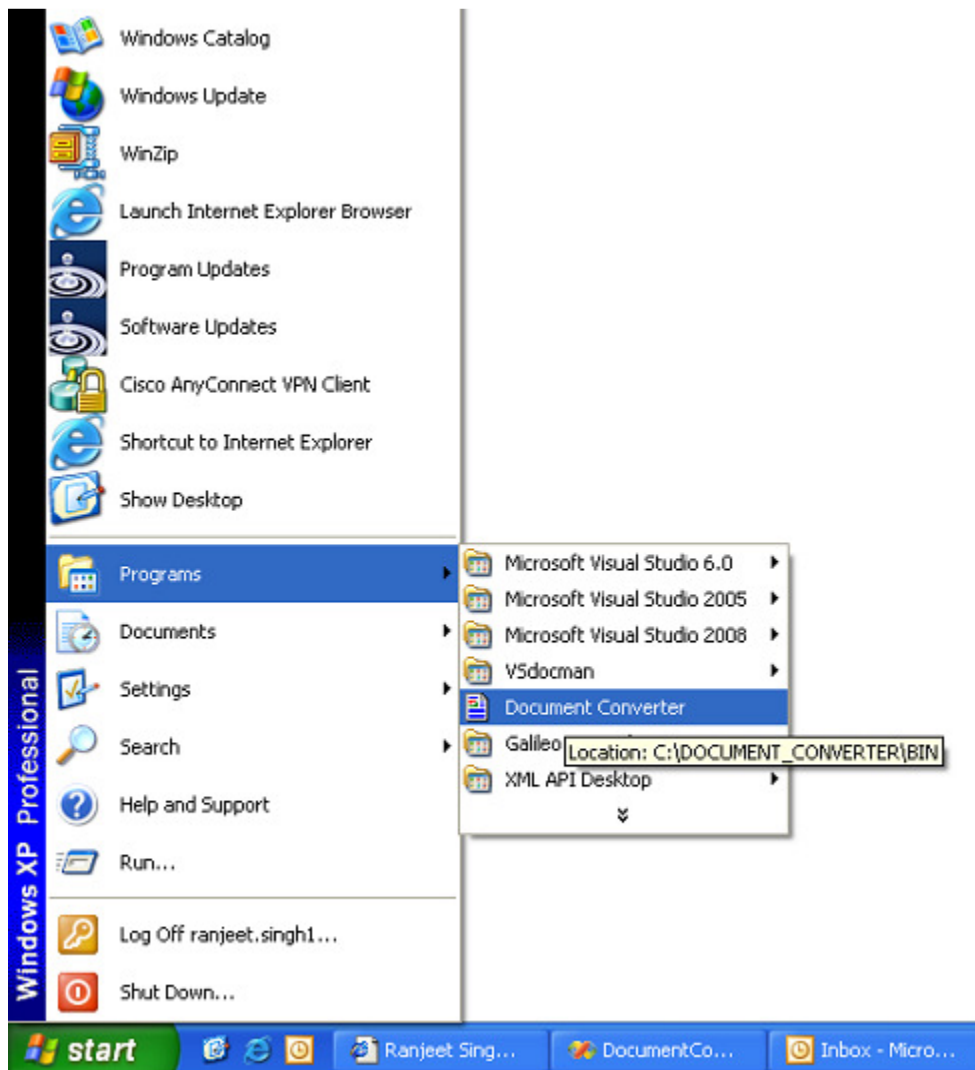 Windows Catalog
Windows Update
WinZip
Launch Internet Explorer Browser
Program Updates
Software Updates
Cisco AnyConnect VPN Client
Shortcut to Internet Explorer
Show Desktop
Programs
Documents
Settings
Search
Help and Support
Run...
Log Off ranjeet.singh1...
Shut Down...
Windows XP Professional
Microsoft Visual Studio 6.0
Microsoft Visual Studio 2005
Microsoft Visual Studio 2008
VSdocman
Document Converter
Galileo
Location: C:\DOCUMENT_CONVERTER\BIN
XML API Desktop
start
Ranjeet Sing...
DocumentCo...
Inbox - Micro...